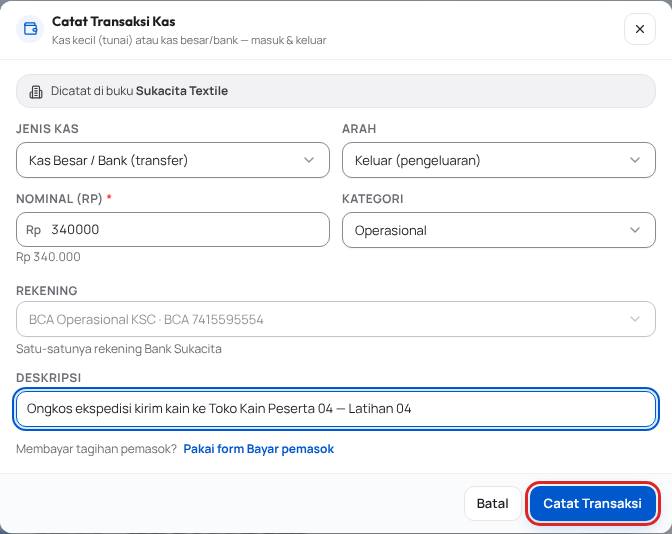 Catat Transaksi Kas
Kas kecil (tunai) atau kas besar/bank — masuk & keluar
Dicatat di buku Sukacita Textile
JENIS KAS
ARAH
Kas Besar / Bank (transfer)
Keluar (pengeluaran)
NOMINAL (RP) *
KATEGORI
Rp 340000
Operasional
Rp 340.000
REKENING
BCA Operasional KSC · BCA 7415595554
Satu-satunya rekening Bank Sukacita
DESKRIPSI
Ongkos ekspedisi kirim kain ke Toko Kain Peserta 04 — Latihan 04
Membayar tagihan pemasok? Pakai form Bayar pemasok
Batal
Catat Transaksi